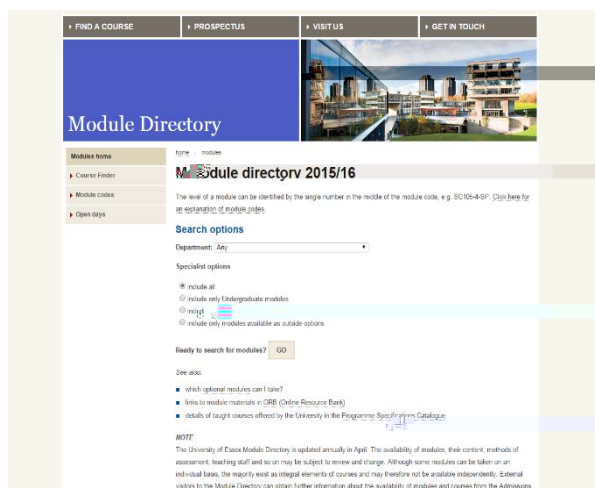 FIND A COURSE
PROSPECTUS
VISIT US
GET IN TOUCH
Module Directory
Modules home
Course Finder
Module codes
Open days
home modules
directory 2015/16
The level of a module can be identified by the single number in the middle of the module code, e.g. SC105-4-SP. Click here for
an explanation of module codes.
Search options
Department: Any
Specialist options
include all
include only Undergraduate modules
include only modules available as outside options
Ready to search for modules? GO
See also:
which optional modules can I take?
links to module materials in ORB (Online Resource Bank)
details of taught courses offered by the University in the Programme Specifications Catalogue
NOTE
The University of Essex Module Directory is updated annually in April. The availability of modules, their content, methods of
assessment, teaching staff and so on may be subject to review and change. Although some modules can be taken on an
individual basis, the majority exist as integral elements of courses and may therefore not be available independently. External
visitors to the Module Directory can obtain further information about the availability of modules and courses from the Admissions